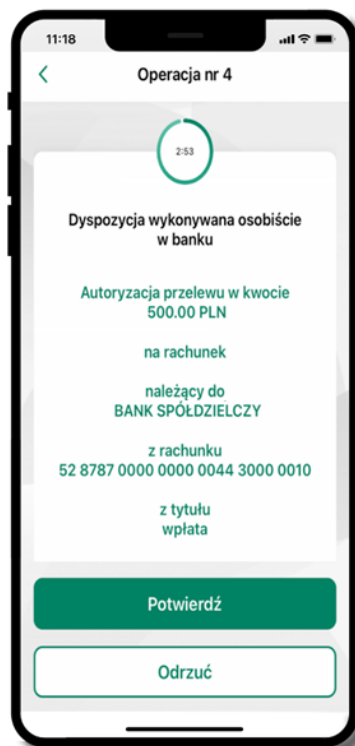 11:18
Operacja nr 4
2:53
Dyspozycja wykonywana osobiście
w banku
Autoryzacja przelewu w kwocie
500.00 PLN
na rachunek
należący do
BANK SPÓŁDZIELCZY
z rachunku
52 8787 0000 0000 0044 3000 0010
z tytułu
wpłata
Potwierdź
Odrzuć